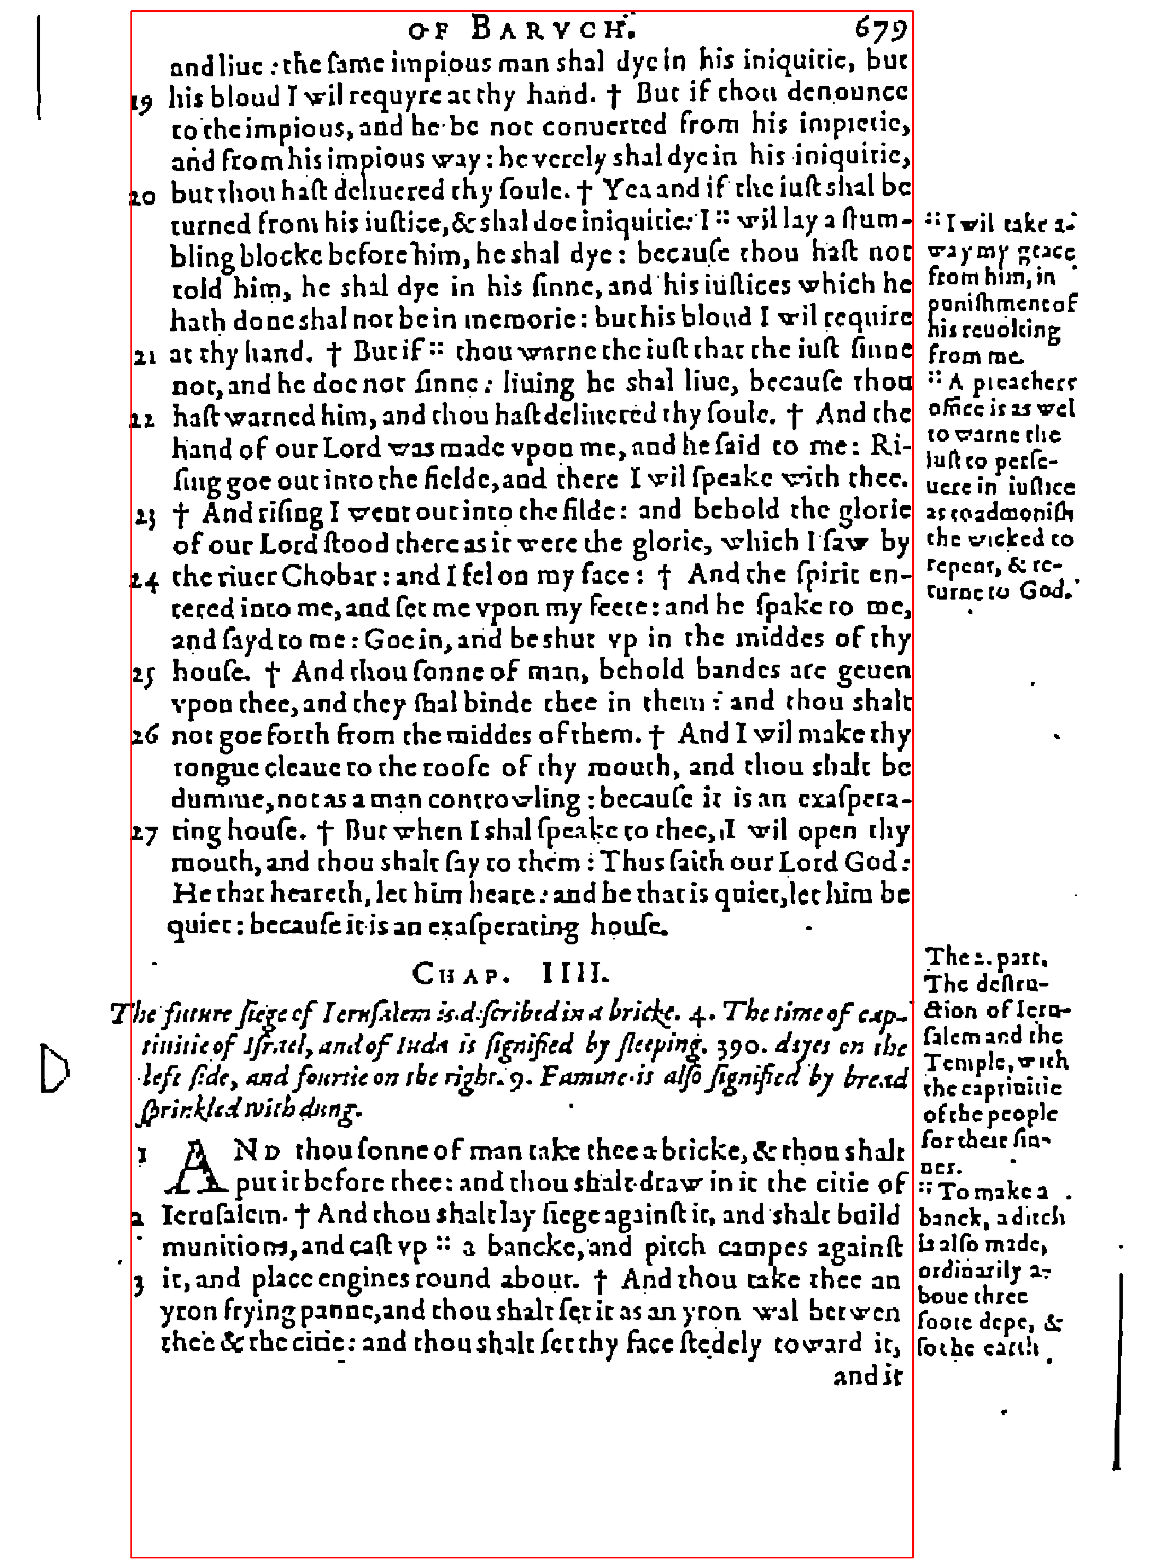 OF BARVCH. 679
and liue : the ſame impious man shal dye in his iniquitie, but
19 his bloud I wil requyre at thy hand. † But if thou denounce
to the impious, and he be not conuerted from his impietie,
and from his impious way : he verely shal dye in his iniquitie,
20 but thou haſt deliuered thy ſoule. † Yea and if the iuſt shal be
turned from his iuſtice, & shal doe iniquitie: I :: wil lay a ſtum-
bling blocke before him, he shal dye : becauſe thou haſt not
told him, he shal dye in his ſinne, and his iuſtices which he
hath done shal not be in memorie : but his bloud I wil require
21 at thy hand. † But if :: thou warne the iuſt that the iuſt ſinne
not, and he doe not ſinne : liuing he shal liue, becauſe thou
22 haſt warned him, and thou haſt deliuered thy ſoule. † And the
hand of our Lord was made vpon me, and he ſaid to me : Ri-
ſing goe out into the fielde, and there I wil ſpeake with thee.
23 † And riſing I went out into the filde : and behold the glorie
of our Lord ſtood there as it were the glorie, which I ſaw by
24 the riuer Chobar : and I fel on my face : † And the ſpirit en-
tered into me, and ſet me vpon my feete : and he ſpake to me,
and ſayd to me : Goe in, and be shut vp in the middes of thy
25 houſe. † And thou ſonne of man, behold bandes are geuen
vpon thee, and they ſhal binde thee in them : and thou shalt
26 not goe forth from the middes of them. † And I wil make thy
tongue cleaue to the roofe of thy mouth, and thou shalt be
dumme, not as a man controwling : becauſe it is an exaſpera-
27 ting houſe. † But when I shal ſpeake to thee, I wil open thy
mouth, and thou shalt ſay to them : Thus ſaith our Lord God:
He that heareth, let him heare : and he that is quiet, let him be
quiet : becauſe it is an exaſperating houſe.
:: I wil take a-
way my grace
from him, in
puniſhment of
his reuolting
from me.
:: A preachers
office is as wel
to warne the
iuſt to perſe-
uere in iuſtice
as to admoniſh
the wicked to
repent, & re-
turne to God.
CHAP. IIII.
The future ſiege of Ieruſalem is deſcribed in a bricke. 4. The time of cap-
tiuitie of Iſrael, and of Iuda is ſignified by ſleeping. 390. dayes on the
left ſide, and fourtie on the right. 9. Famine is alſo ſignified by bread
ſprinkled with dung.
1 AND thou ſonne of man take thee a bricke, & thou shalt
put it before thee : and thou shalt draw in it the citie of
2 Ieruſalem. † And thou shalt lay ſiege againſt it, and shalt build
munitions, and caſt vp :: a bancke, and pitch campes againſt
3 it, and place engines round about. † And thou take thee an
yron frying panne, and thou shalt ſet it as an yron wal betwen
thee & the citie : and thou shalt ſet thy face ſtedely toward it,
and it
The 2. part.
The deſtru-
ction of Ieru-
ſalem and the
Temple, with
the captiuitie
of the people
for their ſin-
nes.
:: To make a
banck, a ditch
is alſo made,
ordinarily a-
boue three
foote depe, &
ſo the earth